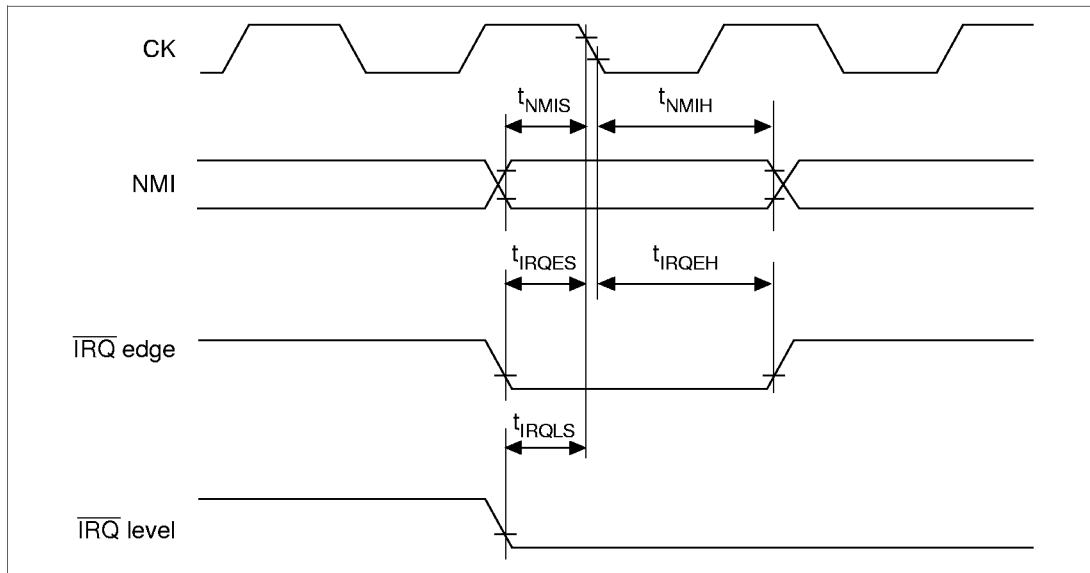 CK
tNMIS tNMIH
NMI
tIRQES tIRQEH
IRQ edge
tIRQLS
IRQ level